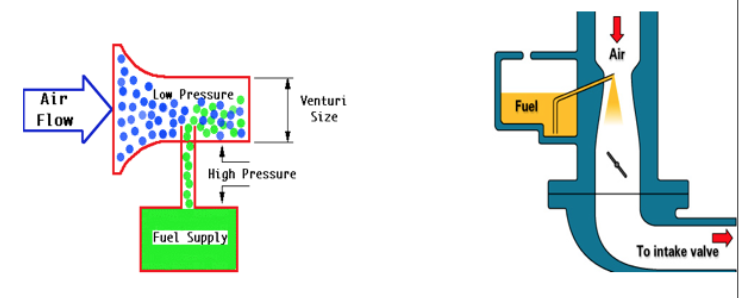 Air
Flow
Low Pressure
Venturi
Size
High Pressure
Fuel Supply
Air
Fuel
To intake valve